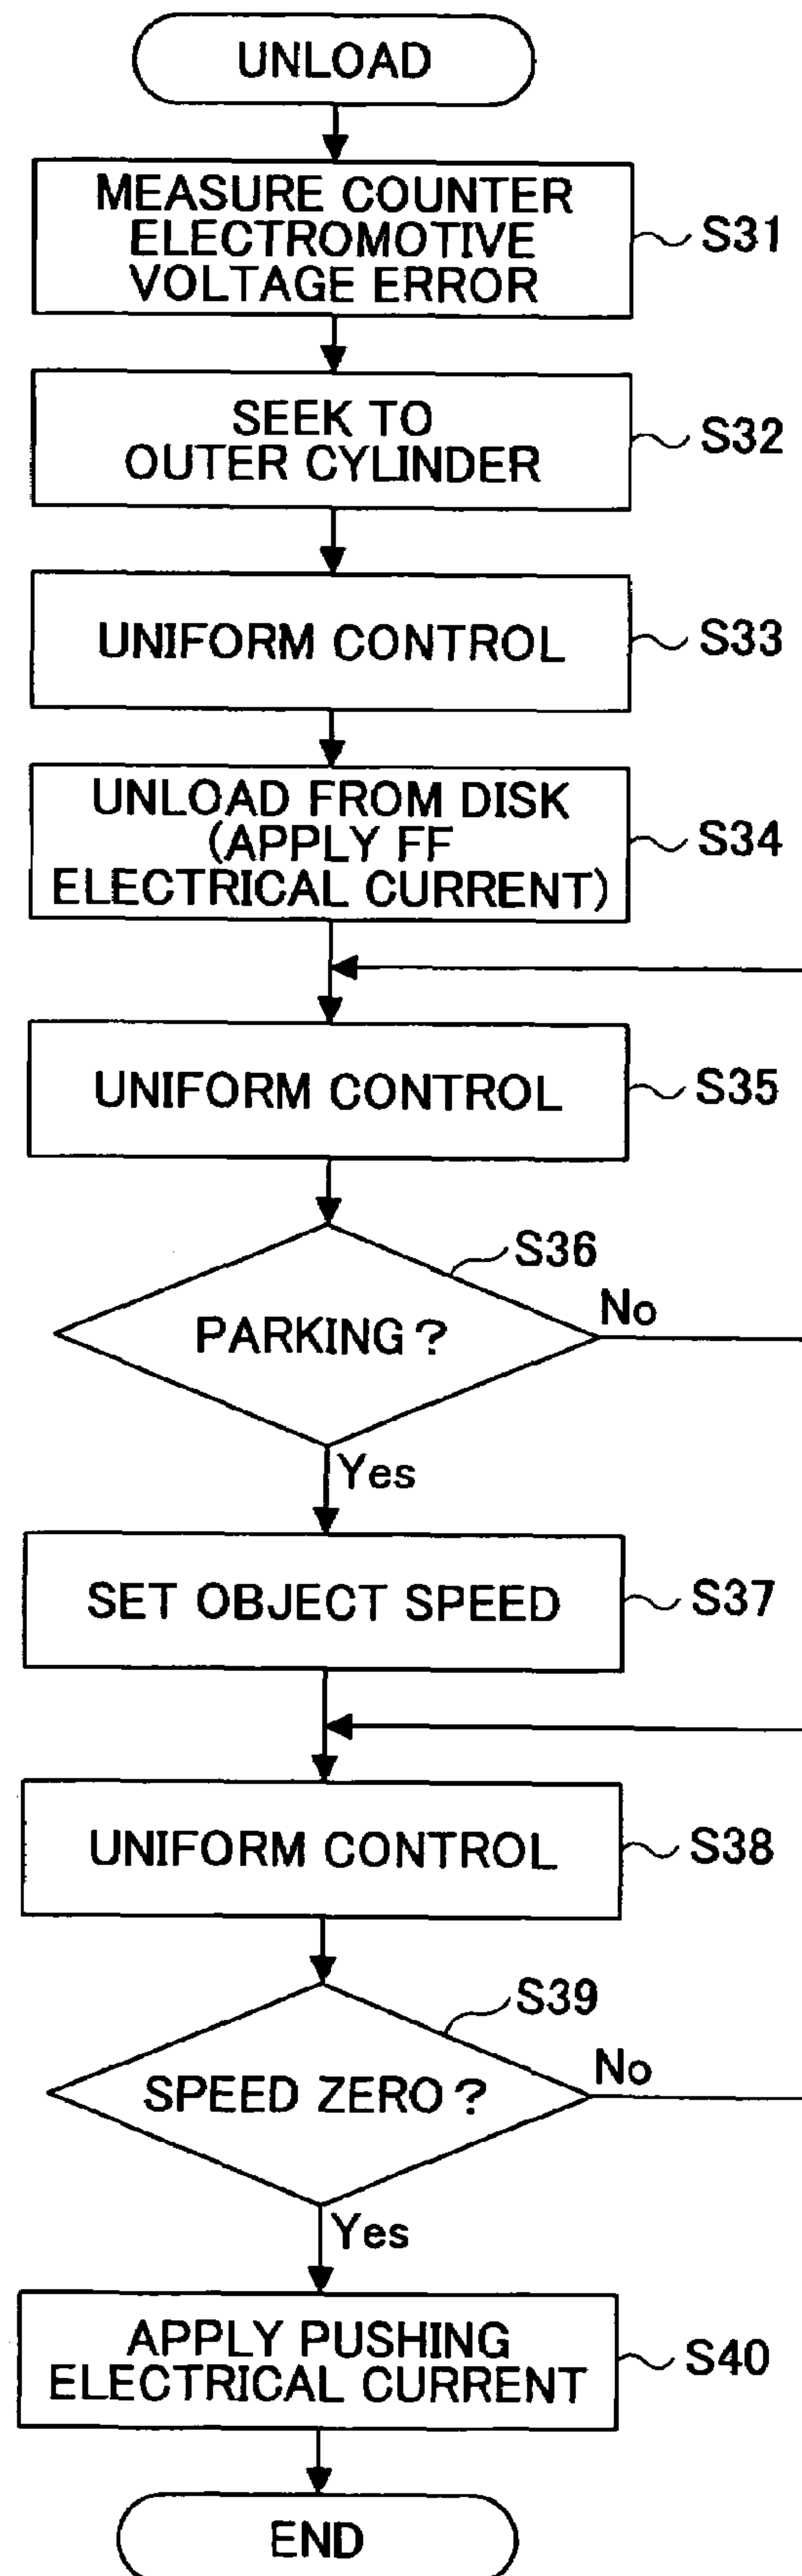 UNLOAD
MEASURE COUNTER
ELECTROMOTIVE
VOLTAGE ERROR
S31
SEEK TO
OUTER CYLINDER
S32
UNIFORM CONTROL
S33
UNLOAD FROM DISK
(APPLY FF
ELECTRICAL CURRENT)
S34
UNIFORM CONTROL
S35
S36
PARKING?
No
Yes
SET OBJECT SPEED
S37
UNIFORM CONTROL
S38
S39
SPEED ZERO?
No
Yes
APPLY PUSHING
ELECTRICAL CURRENT
S40
END